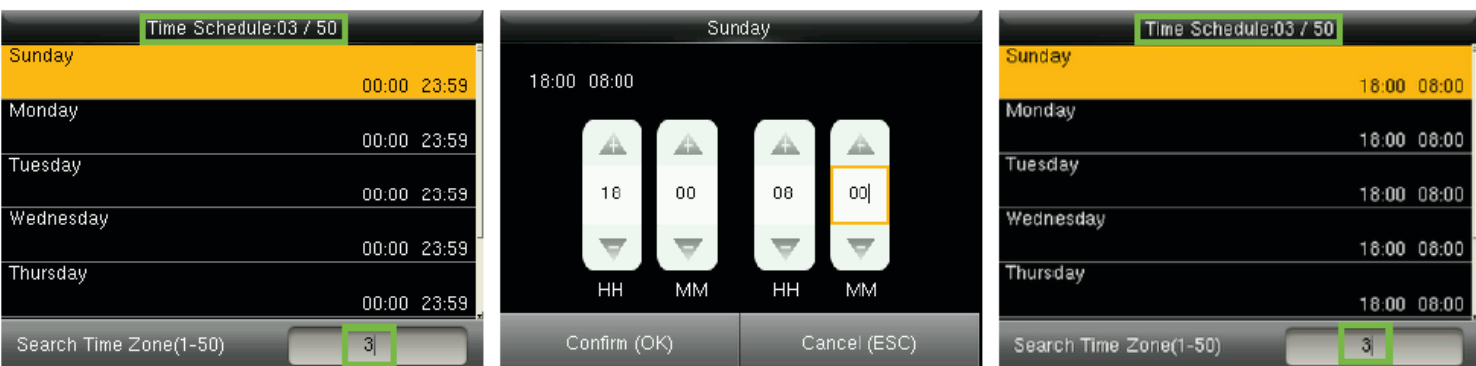 Time Schedule:03 / 50
Sunday
00:00 23:59
Monday
00:00 23:59
Tuesday
00:00 23:59
Wednesday
00:00 23:59
Thursday
00:00 23:59
Search Time Zone(1-50) 3
Sunday
18:00 08:00
18 00 08 00
HH MM HH MM
Confirm (OK) Cancel (ESC)
Time Schedule:03 / 50
Sunday
18:00 08:00
Monday
18:00 08:00
Tuesday
18:00 08:00
Wednesday
18:00 08:00
Thursday
18:00 08:00
Search Time Zone(1-50) 3